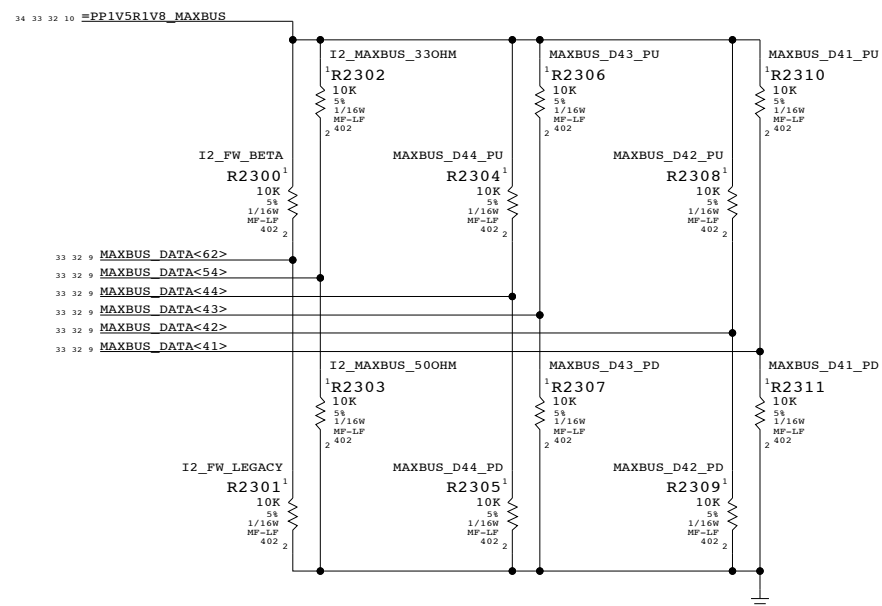 34 33 32 10 =PP1V5R1V8_MAXBUS
I2_MAXBUS_33OHM
1
R2302
10K
5%
1/16W
MF-LF
402
2
MAXBUS_D43_PU
1
R2306
10K
5%
1/16W
MF-LF
402
2
MAXBUS_D41_PU
1
R2310
10K
5%
1/16W
MF-LF
402
2
I2_FW_BETA
R2300
1
10K
5%
1/16W
MF-LF
402
2
MAXBUS_D44_PU
R2304
1
10K
5%
1/16W
MF-LF
402
2
MAXBUS_D42_PU
R2308
1
10K
5%
1/16W
MF-LF
402
2
33 32 9 MAXBUS_DATA<62>
33 32 9 MAXBUS_DATA<54>
33 32 9 MAXBUS_DATA<44>
33 32 9 MAXBUS_DATA<43>
33 32 9 MAXBUS_DATA<42>
33 32 9 MAXBUS_DATA<41>
I2_MAXBUS_50OHM
1
R2303
10K
5%
1/16W
MF-LF
402
2
MAXBUS_D43_PD
1
R2307
10K
5%
1/16W
MF-LF
402
2
MAXBUS_D41_PD
1
R2311
10K
5%
1/16W
MF-LF
402
2
I2_FW_LEGACY
R2301
1
10K
5%
1/16W
MF-LF
402
2
MAXBUS_D44_PD
R2305
1
10K
5%
1/16W
MF-LF
402
2
MAXBUS_D42_PD
R2309
1
10K
5%
1/16W
MF-LF
402
2